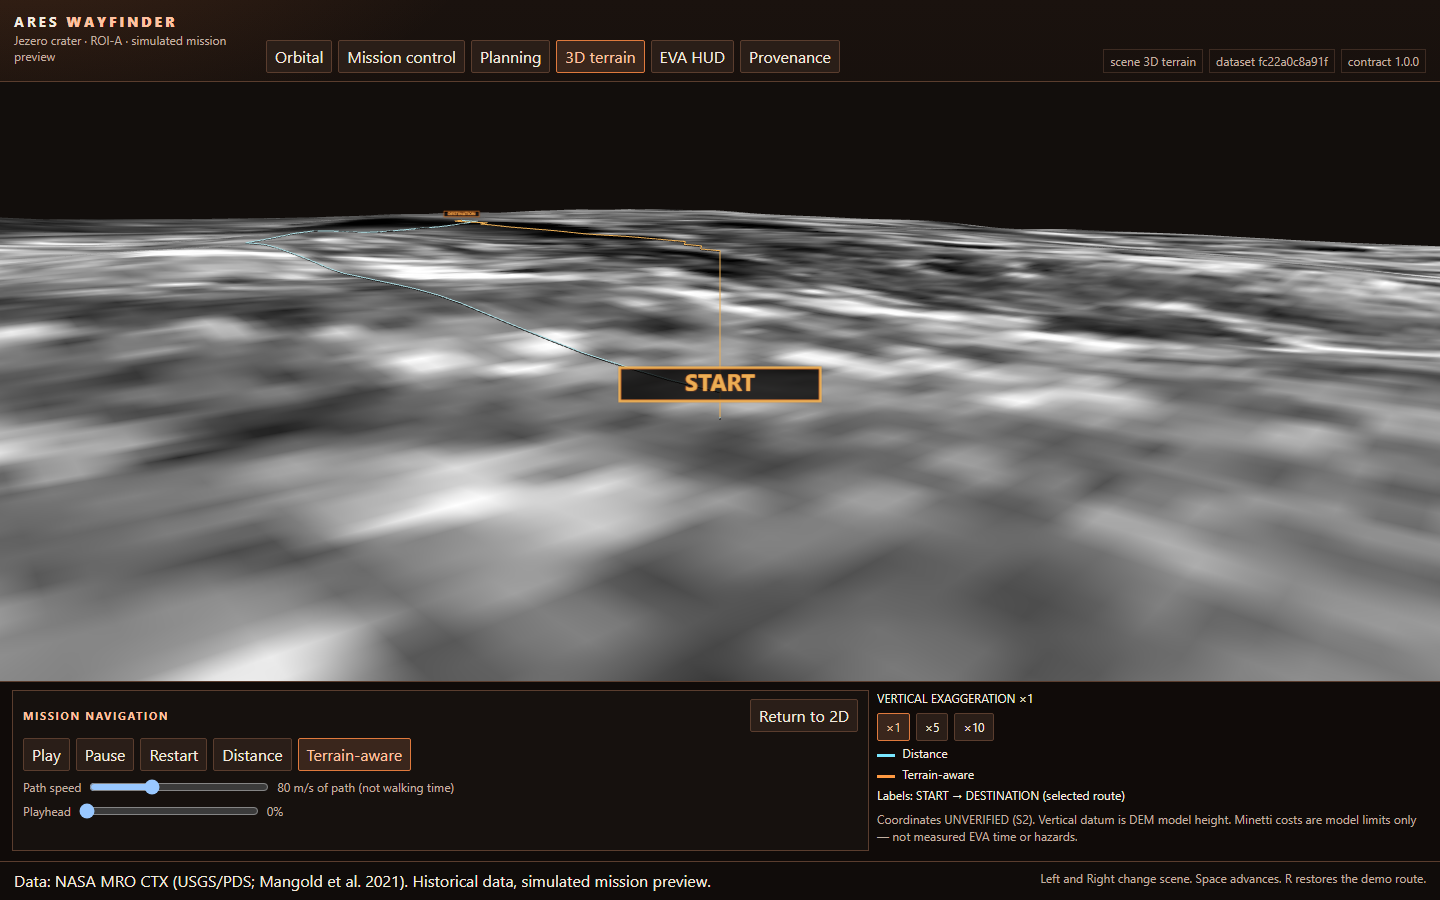 ARES WAYFINDER
Jezero crater · ROI-A · simulated mission
preview
Orbital
Mission control
Planning
3D terrain
EVA HUD
Provenance
scene 3D terrain
dataset fc22a0c8a91f
contract 1.0.0
DESTINATION
START
MISSION NAVIGATION
Return to 2D
Play
Pause
Restart
Distance
Terrain-aware
Path speed
80 m/s of path (not walking time)
Playhead
0%
VERTICAL EXAGGERATION ×1
×1
×5
×10
Distance
Terrain-aware
Labels: START → DESTINATION (selected route)
Coordinates UNVERIFIED (S2). Vertical datum is DEM model height. Minetti costs are model limits only
— not measured EVA time or hazards.
Data: NASA MRO CTX (USGS/PDS; Mangold et al. 2021). Historical data, simulated mission preview.
Left and Right change scene. Space advances. R restores the demo route.